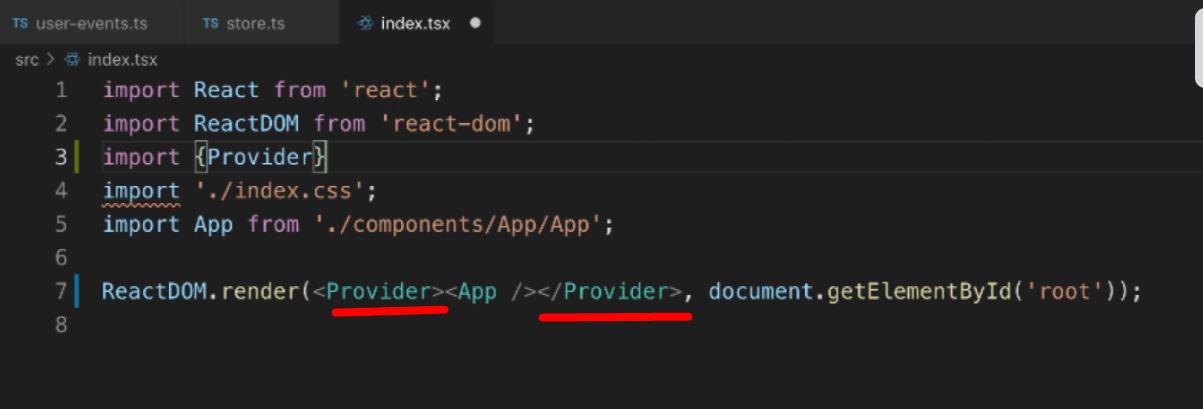 TS user-events.ts TS store.ts index.tsx
src > index.tsx
1 import React from 'react';
2 import ReactDOM from 'react-dom';
3 import {Provider}
4 import './index.css';
5 import App from './components/App/App';
6
7 ReactDOM.render(<Provider><App /></Provider>, document.getElementById('root'));
8